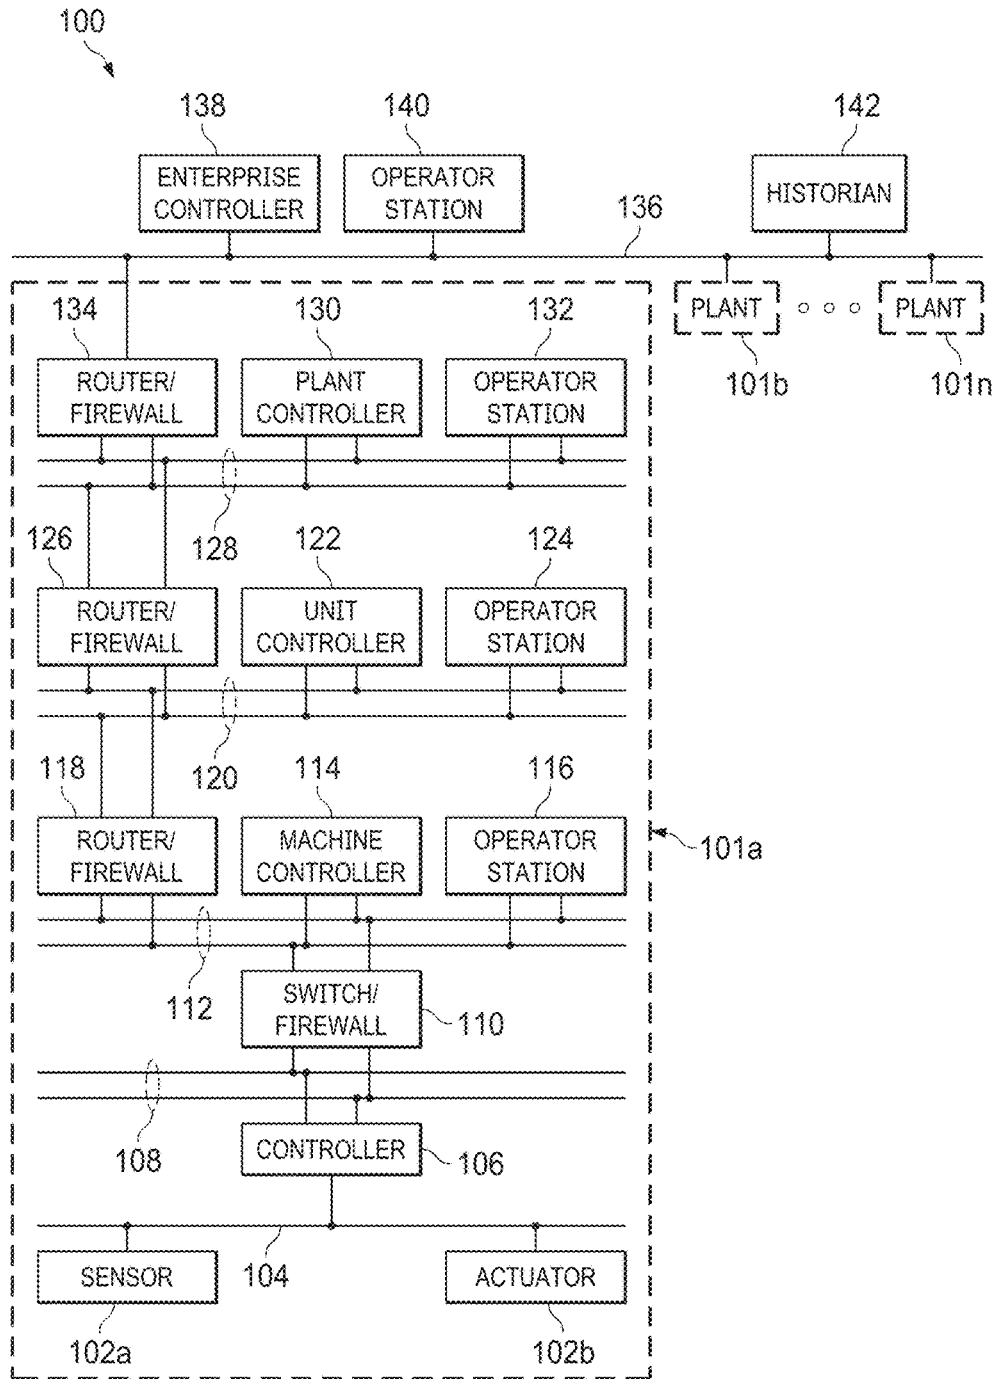 100
138
140
142
ENTERPRISE
CONTROLLER
OPERATOR
STATION
HISTORIAN
136
134
130
132
PLANT
PLANT
101b
101n
ROUTER/
FIREWALL
PLANT
CONTROLLER
OPERATOR
STATION
128
126
122
124
ROUTER/
FIREWALL
UNIT
CONTROLLER
OPERATOR
STATION
120
118
114
116
ROUTER/
FIREWALL
MACHINE
CONTROLLER
OPERATOR
STATION
101a
112
SWITCH/
FIREWALL
110
108
CONTROLLER
106
104
SENSOR
ACTUATOR
102a
102b